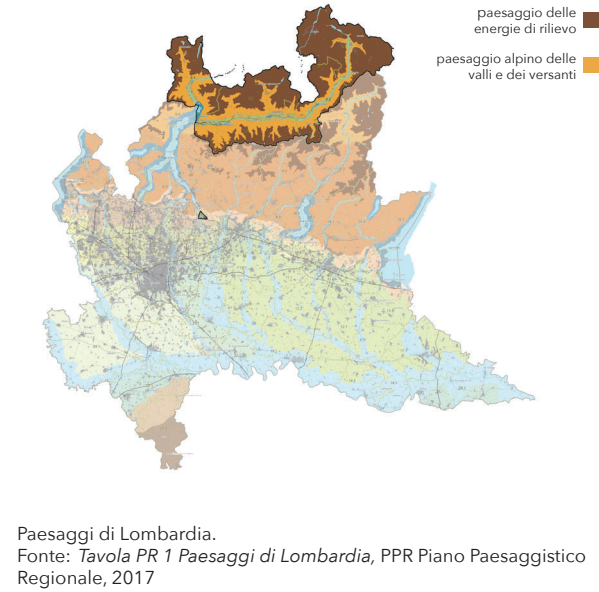 paesaggio delle
energie di rilievo
paesaggio alpino delle
valli e dei versanti
Paesaggi di Lombardia.
Fonte: Tavola PR 1 Paesaggi di Lombardia, PPR Piano Paesaggistico
Regionale, 2017